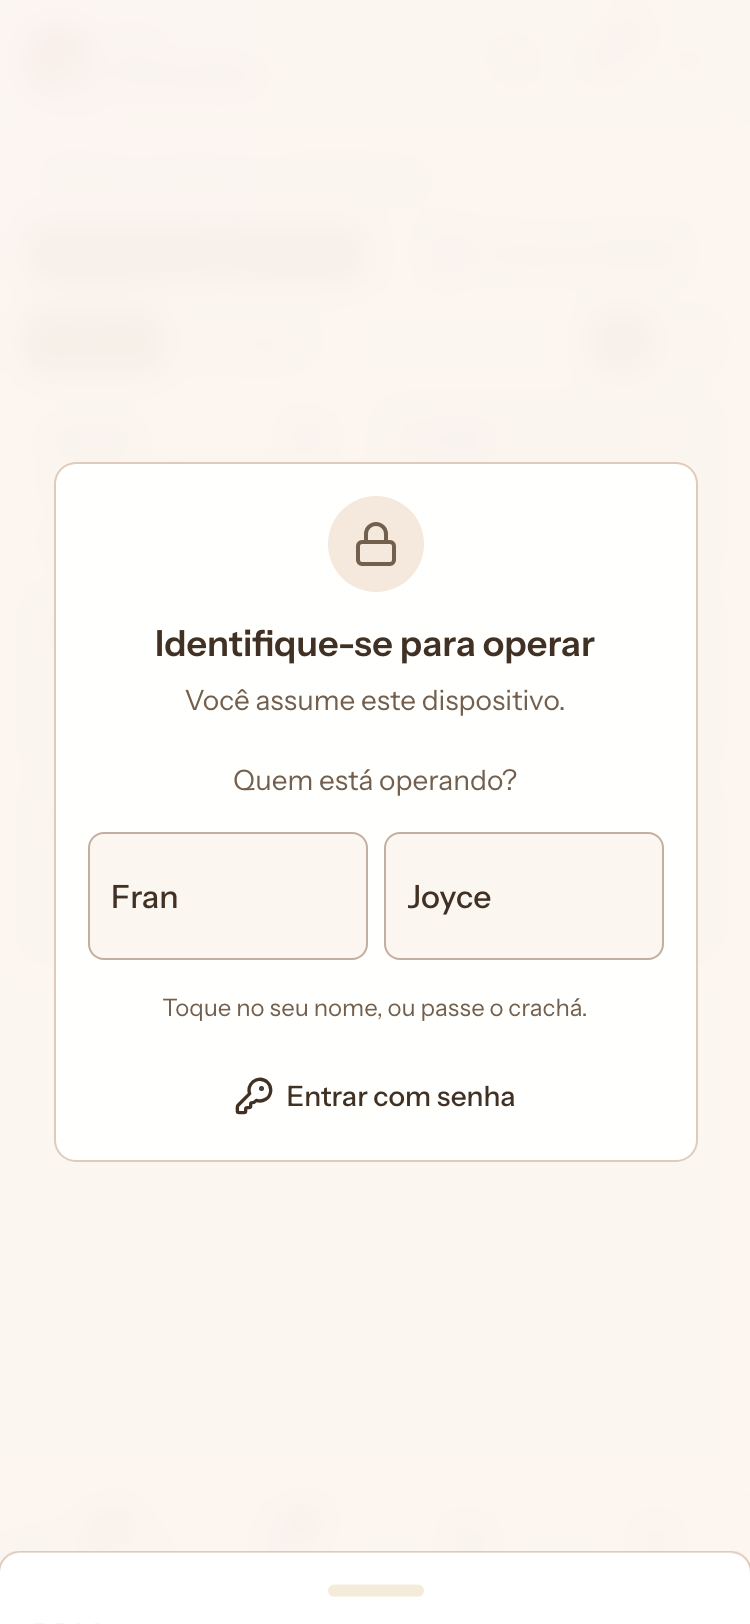 Identifique-se para operar
Você assume este dispositivo.
Quem está operando?
Fran
Joyce
Toque no seu nome, ou passe o crachá.
Entrar com senha